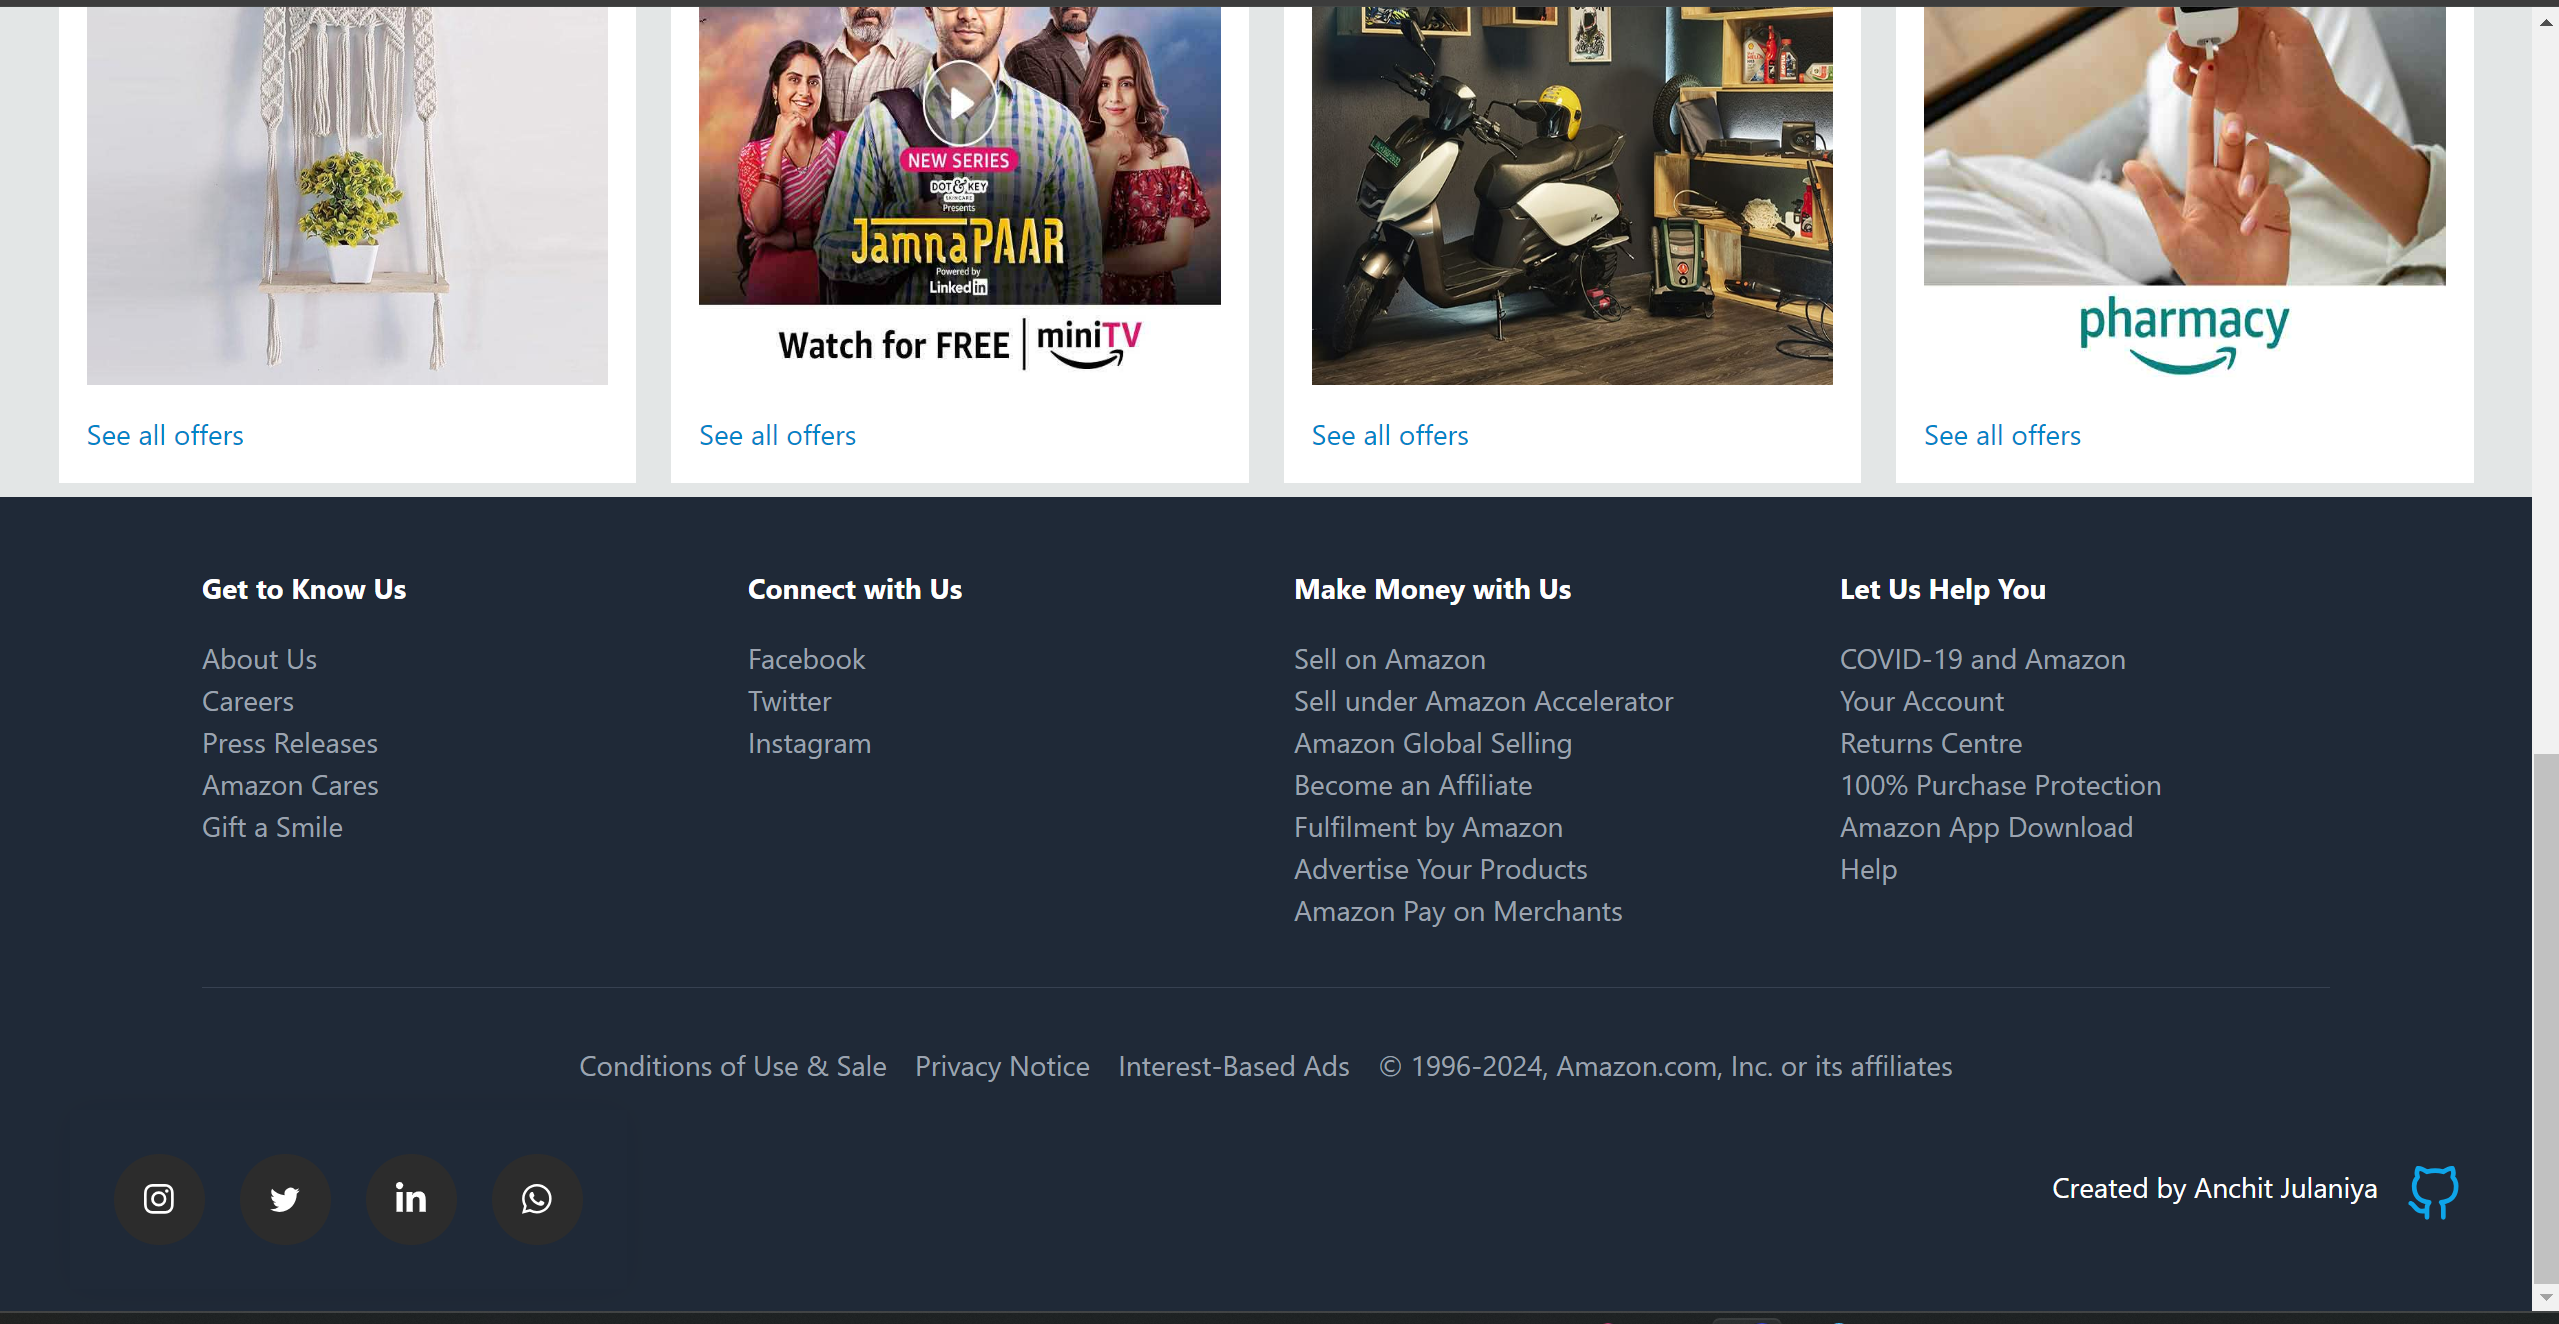 NEW SERIES
DOT & KEY
SKINCARE
Presents
JamnaPAAR
Powered by
Linked in
Watch for FREE | miniTV
pharmacy
See all offers
See all offers
See all offers
See all offers
Get to Know Us
About Us
Careers
Press Releases
Amazon Cares
Gift a Smile
Connect with Us
Facebook
Twitter
Instagram
Make Money with Us
Sell on Amazon
Sell under Amazon Accelerator
Amazon Global Selling
Become an Affiliate
Fulfilment by Amazon
Advertise Your Products
Amazon Pay on Merchants
Let Us Help You
COVID-19 and Amazon
Your Account
Returns Centre
100% Purchase Protection
Amazon App Download
Help
Conditions of Use & Sale Privacy Notice Interest-Based Ads © 1996-2024, Amazon.com, Inc. or its affiliates
in
Created by Anchit Julaniya